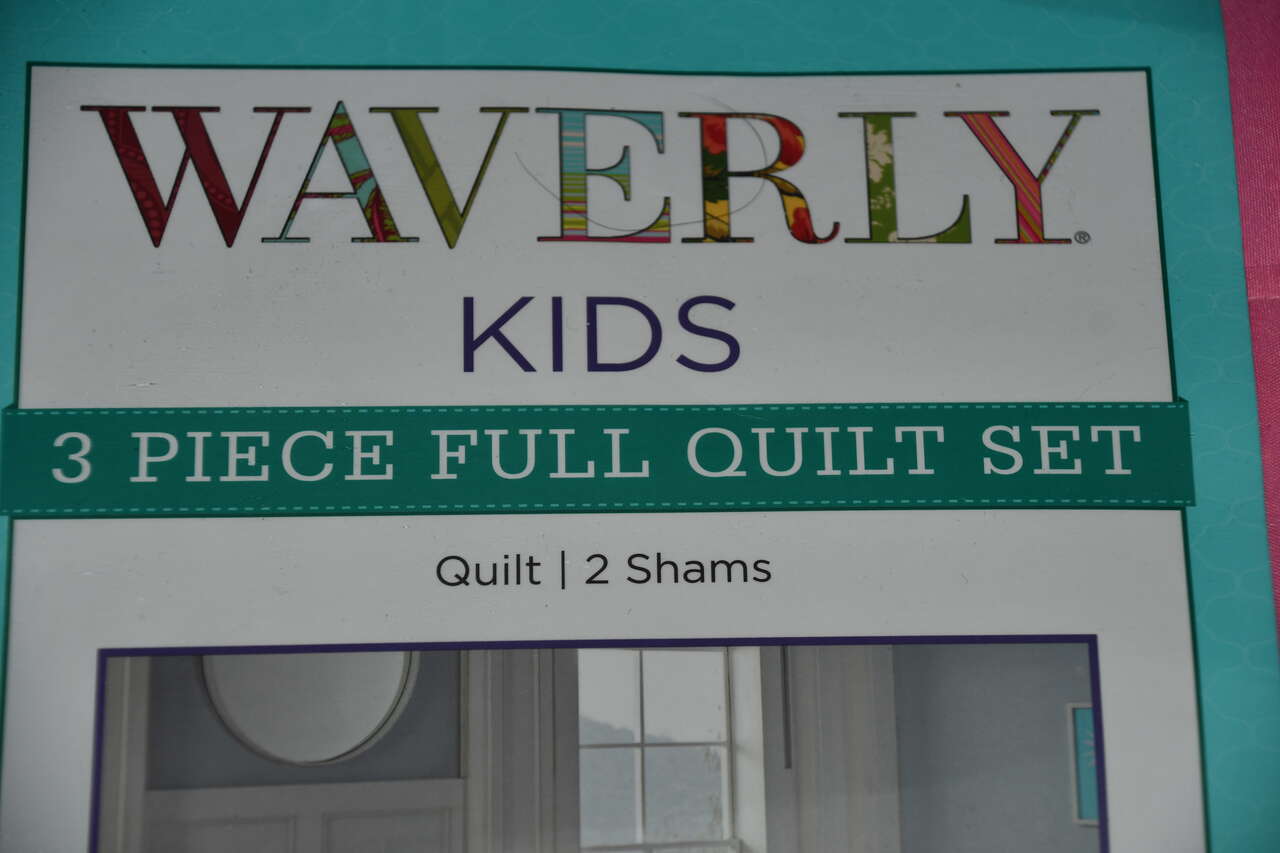 WAVERLY®
KIDS
3 PIECE FULL QUILT SET
Quilt | 2 Shams